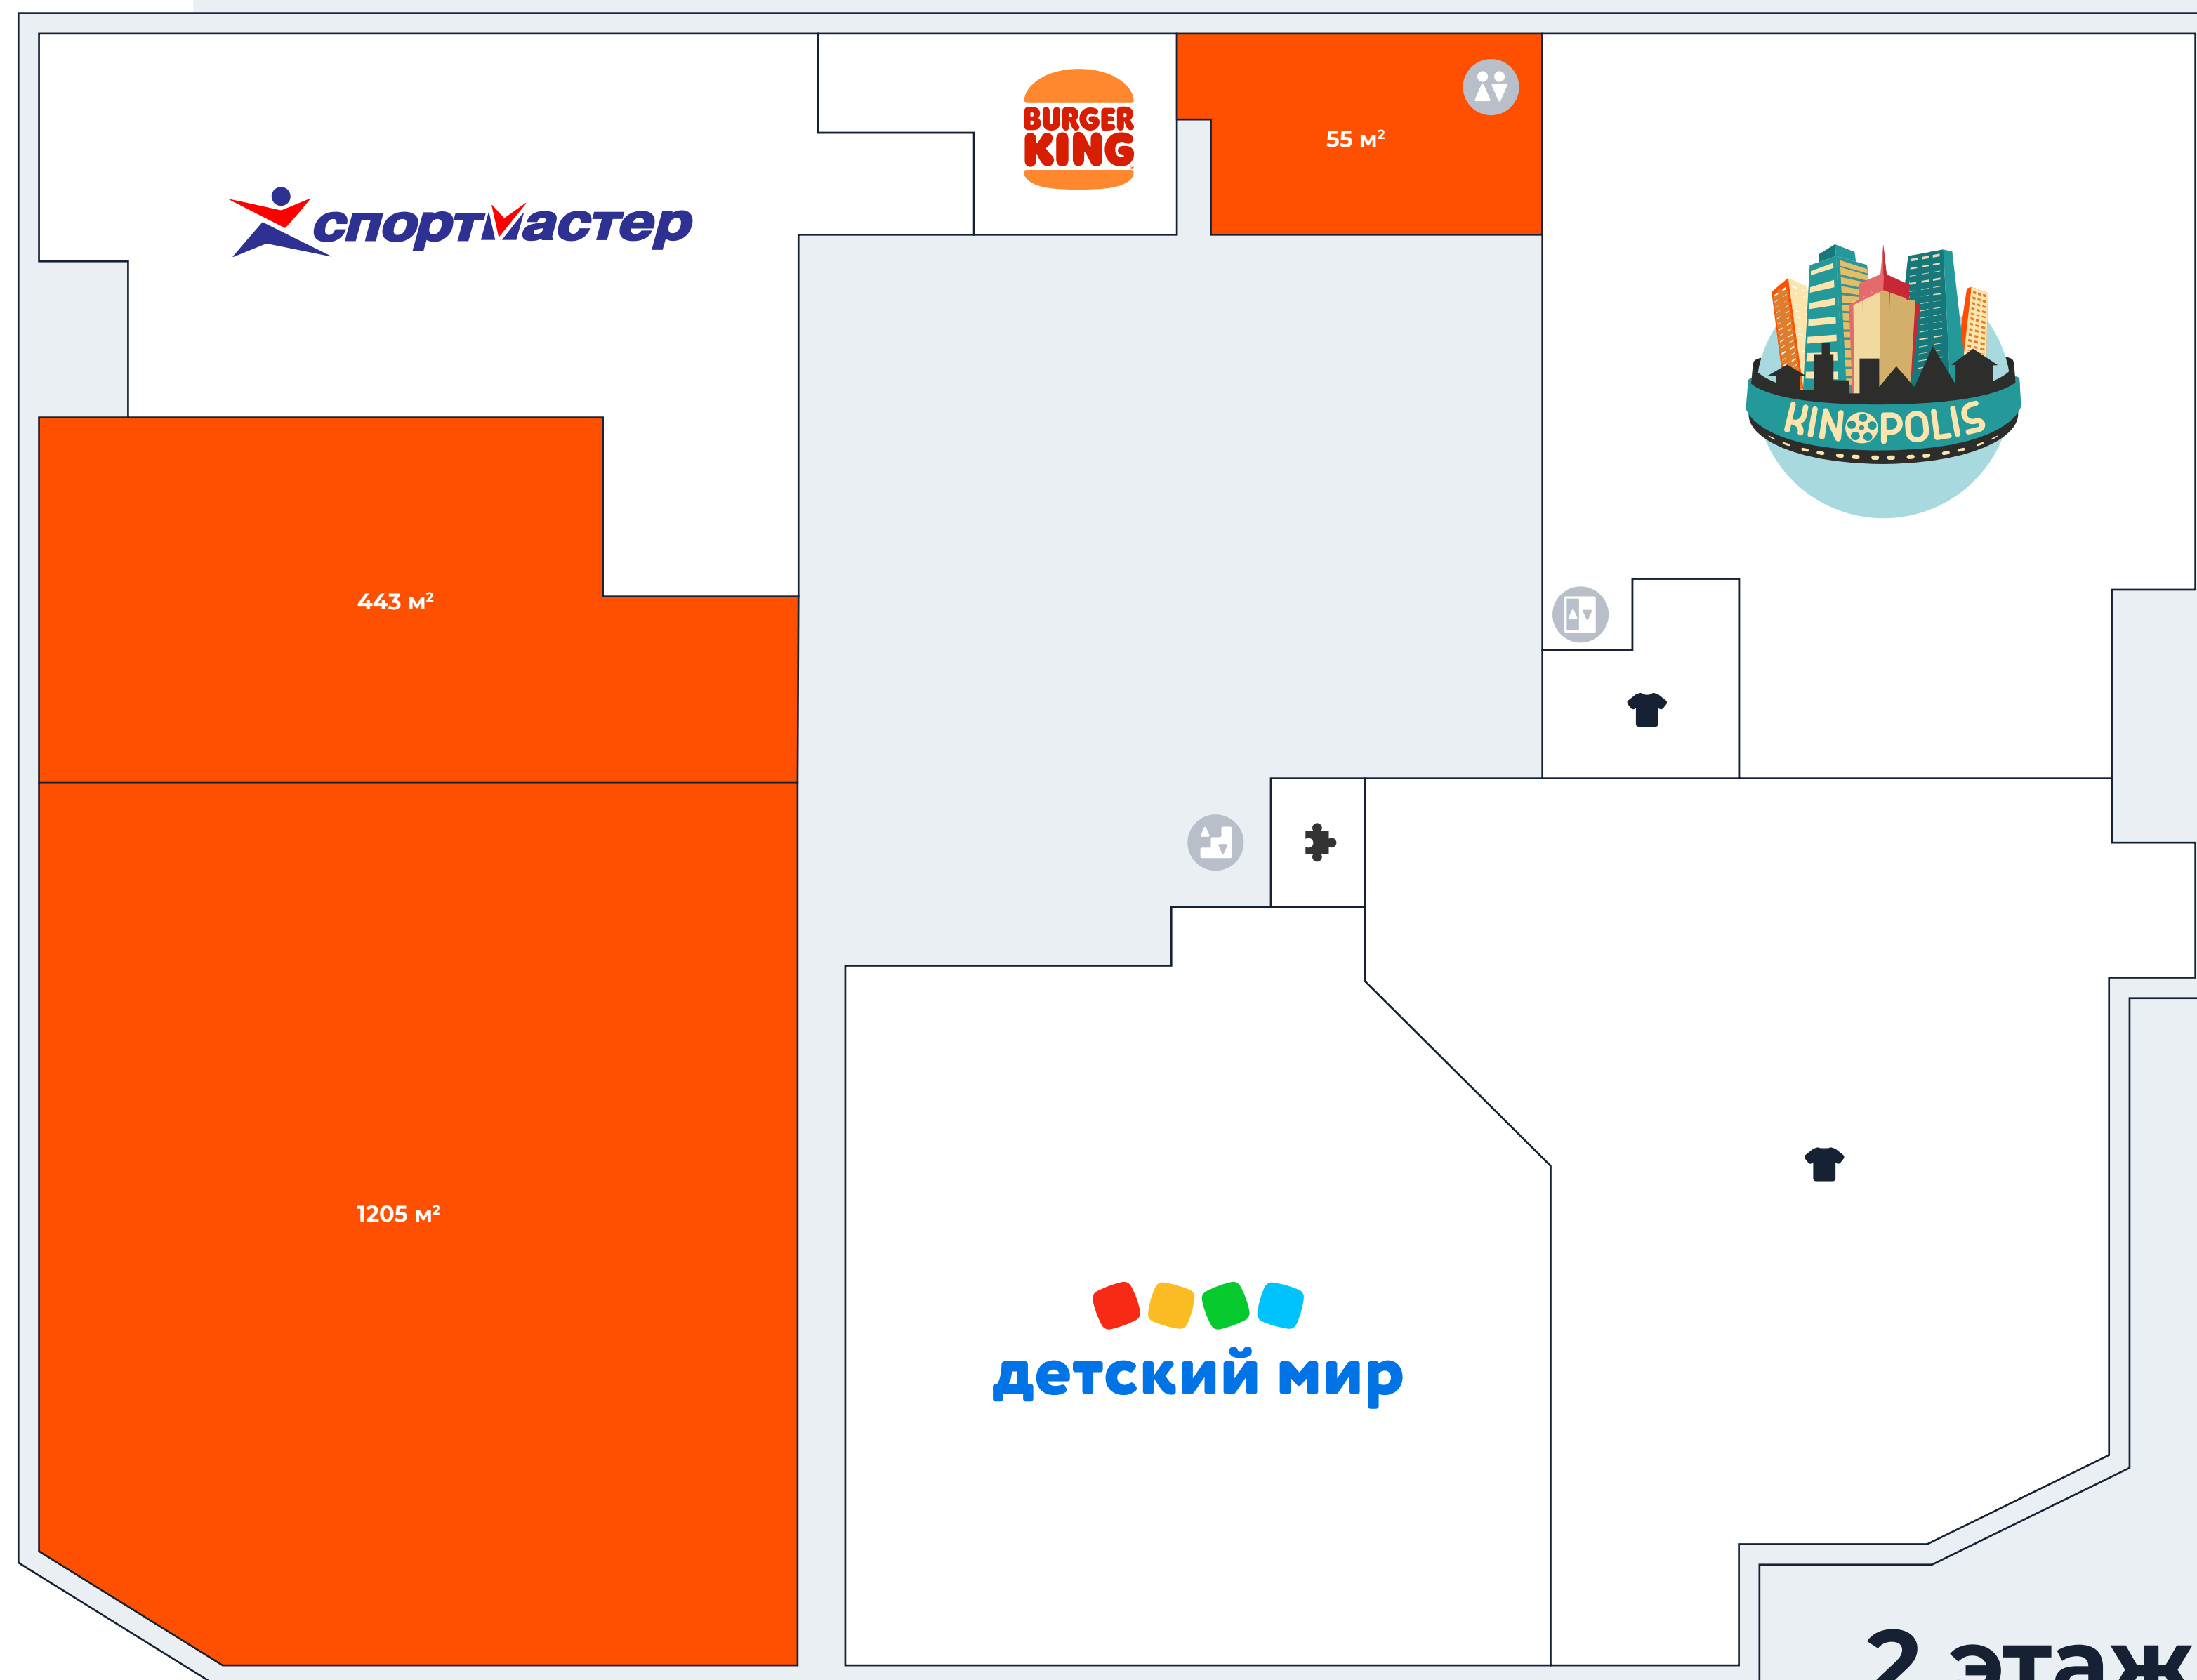 BURGER
KING
55 м²
спортмастер
KINOPOLIS
443 м²
1205 м²
детский мир
2 этаж